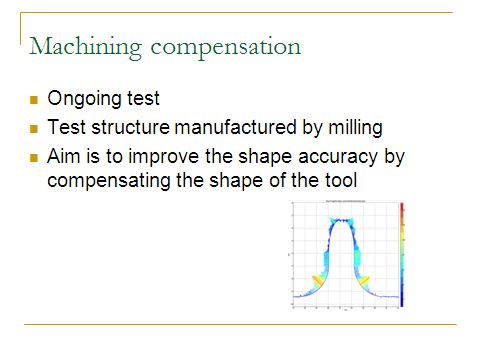 Machining compensation
Ongoing test
Test structure manufactured by milling
Aim is to improve the shape accuracy by
compensating the shape of the tool